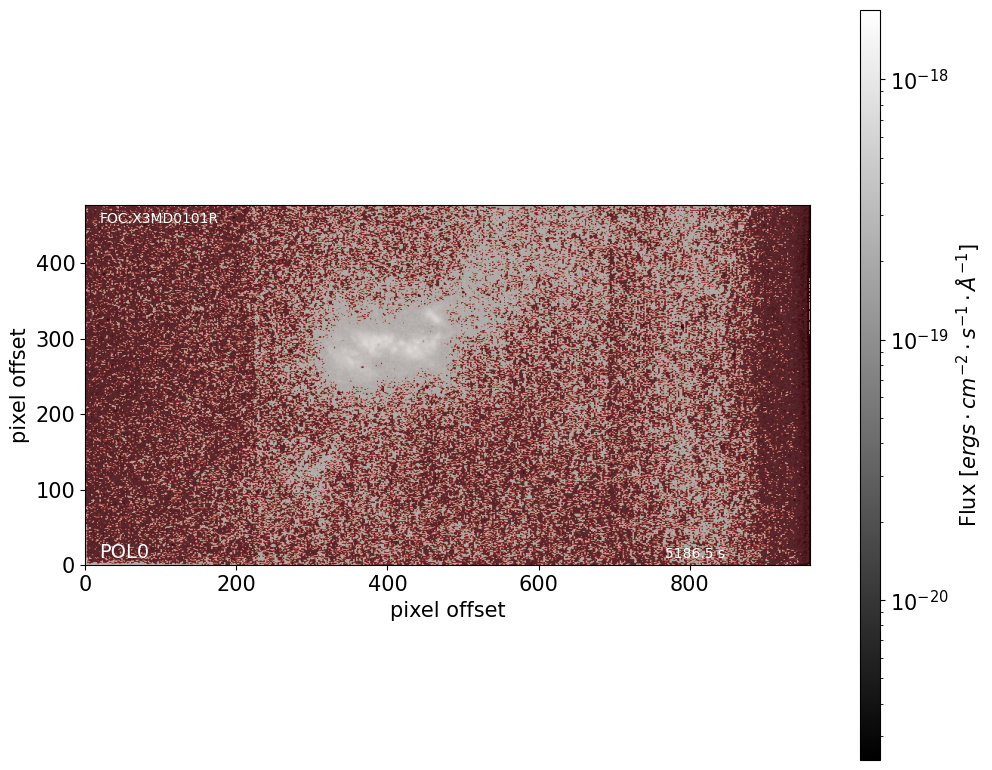 FOC:X3MD0101R
POL0
5186.5 s
0
200
400
600
800
pixel offset
0
100
200
300
400
pixel offset
10⁻¹⁸
10⁻¹⁹
10⁻²⁰
Flux [ergs · cm⁻² · s⁻¹ · Å⁻¹]